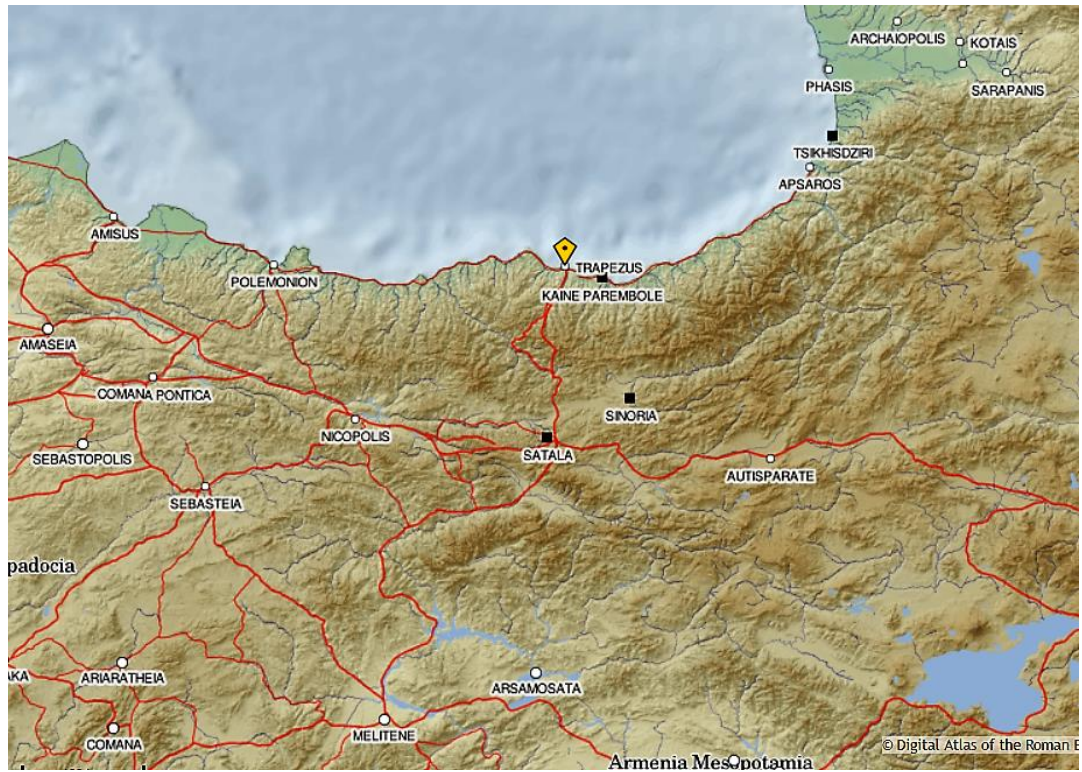 ARCHAIOPOLIS
KOTAIS
PHASIS
SARAPANIS
TSIKHISDZIRI
APSAROS
AMISUS
TRAPEZUS
POLEMONION
KAINE PAREMBOLE
AMASEIA
COMANA PONTICA
SINORIA
NICOPOLIS
SEBASTOPOLIS
SATALA
AUTISPARATE
SEBASTEIA
padocia
AKA
ARIARATHEIA
ARSAMOSATA
MELITENE
COMANA
© Digital Atlas of the Roman E
Armenia Mesopotamia